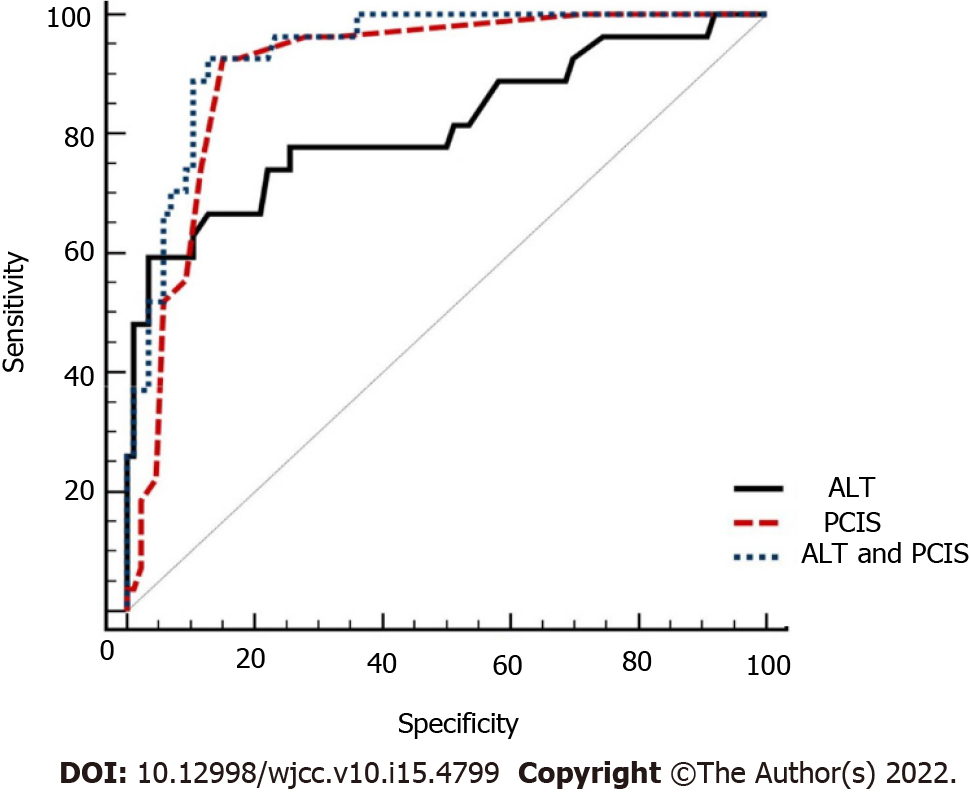 100
80
60
40
20
Sensitivity
ALT
PCIS
ALT and PCIS
0 20 40 60 80 100
Specificity
DOI: 10.12998/wjcc.v10.i15.4799 Copyright ©The Author(s) 2022.